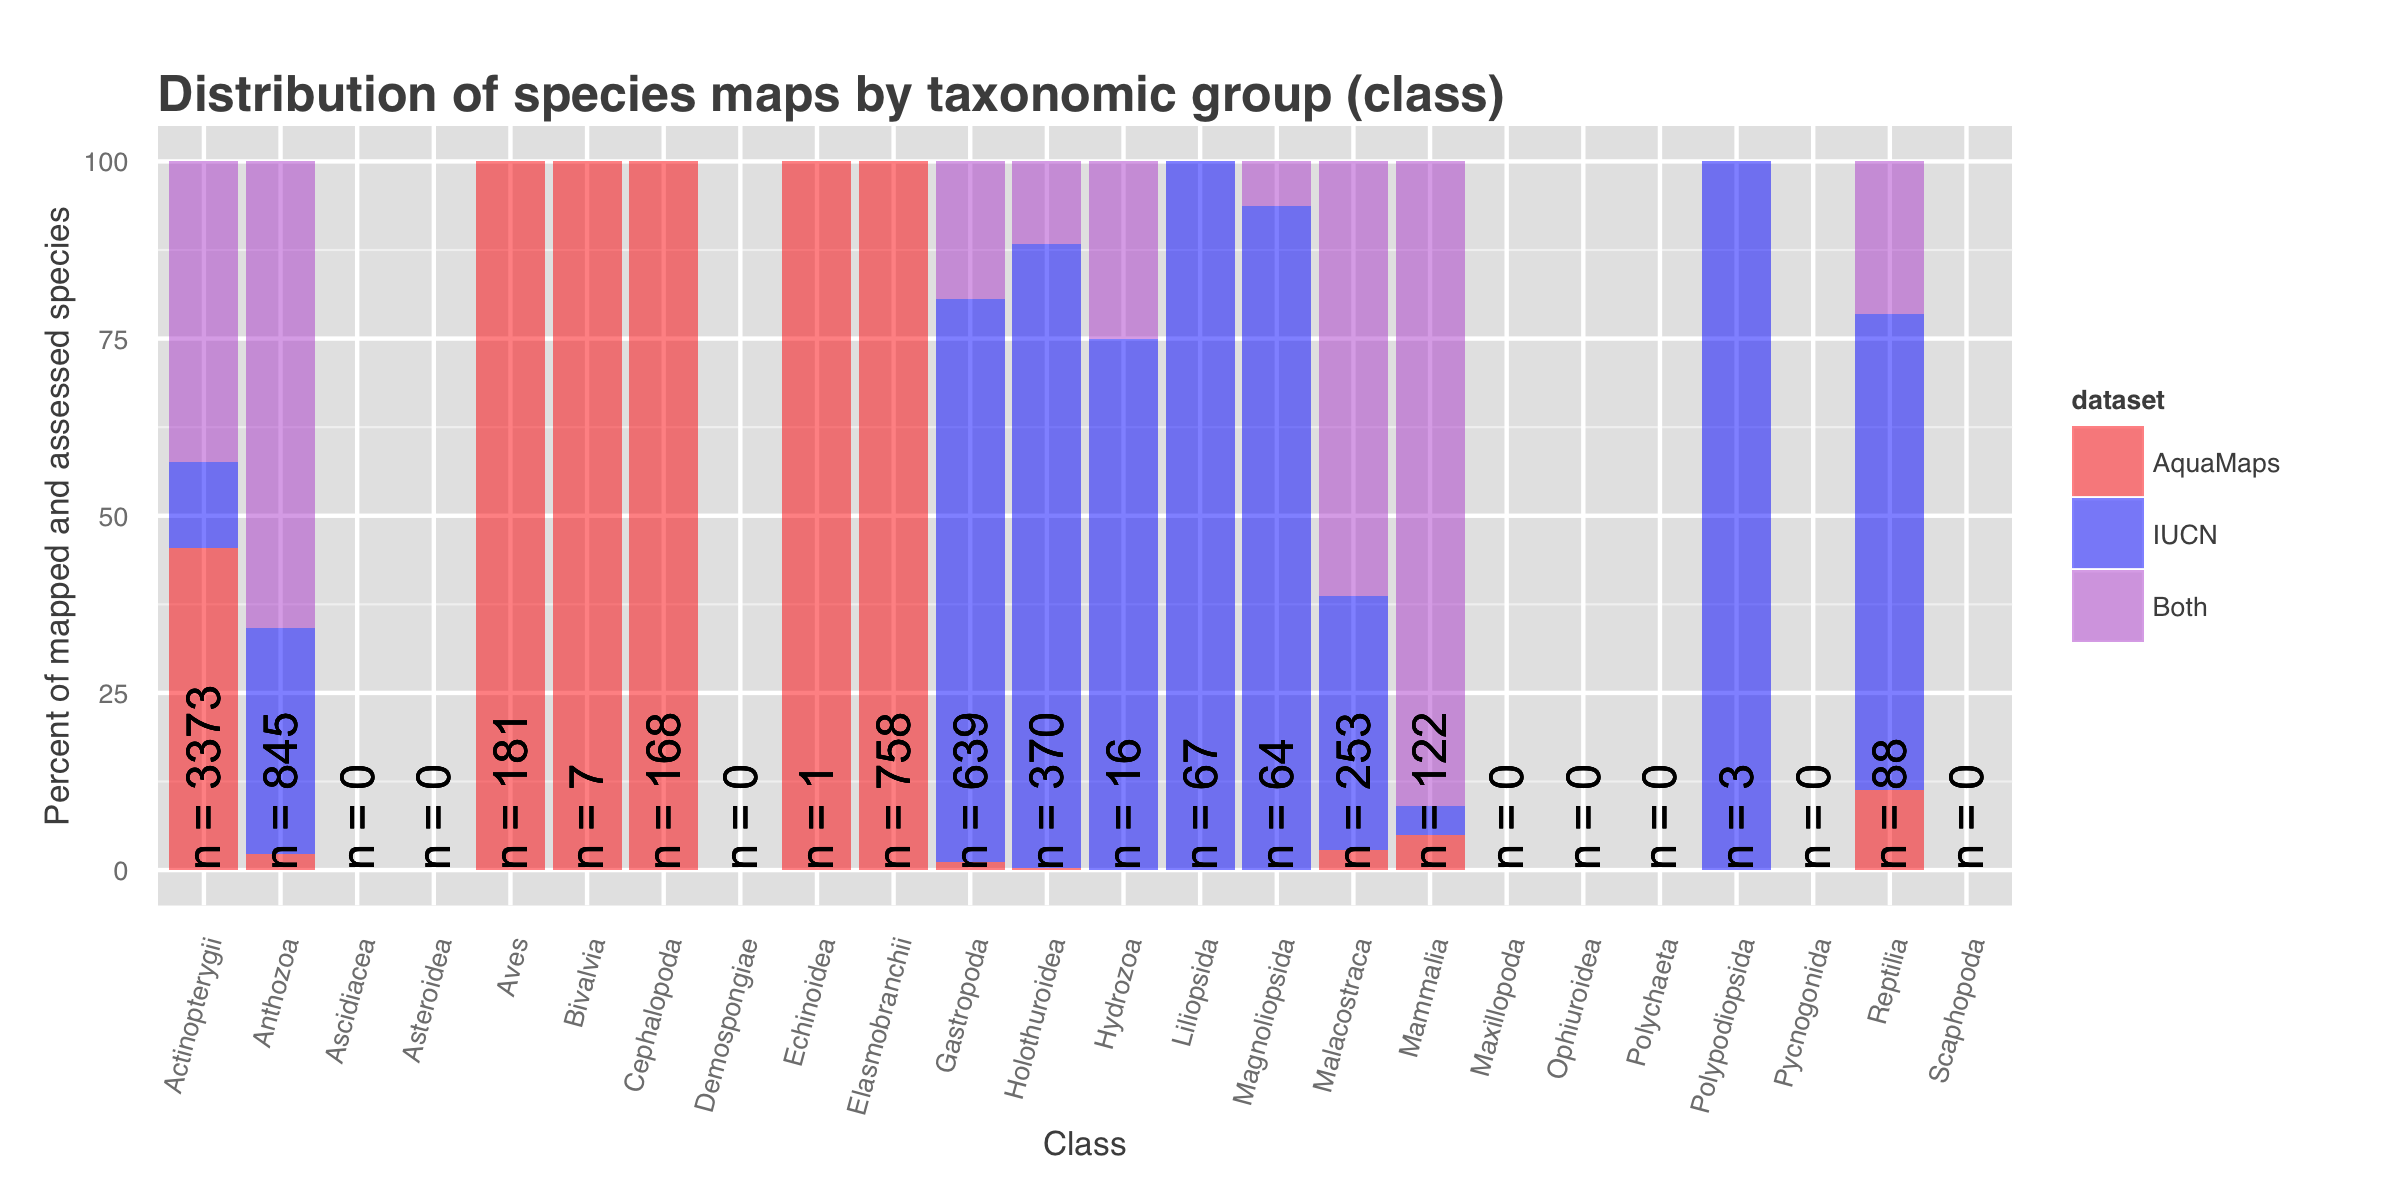 Distribution of species maps by taxonomic group (class)
Percent of mapped and assessed species
100
75
50
25
0
n = 3373
n = 845
n = 0
n = 0
n = 181
n = 7
n = 168
n = 0
n = 1
n = 758
n = 639
n = 370
n = 16
n = 67
n = 64
n = 253
n = 122
n = 0
n = 0
n = 0
n = 3
n = 0
n = 88
n = 0
Actinopterygii
Anthozoa
Ascidiacea
Asteroidea
Aves
Bivalvia
Cephalopoda
Demospongiae
Echinoidea
Elasmobranchii
Gastropoda
Holothuroidea
Hydrozoa
Liliopsida
Magnoliopsida
Malacostraca
Mammalia
Maxillopoda
Ophiuroidea
Polychaeta
Polypodiopsida
Pycnogonida
Reptilia
Scaphopoda
Class
dataset
AquaMaps
IUCN
Both